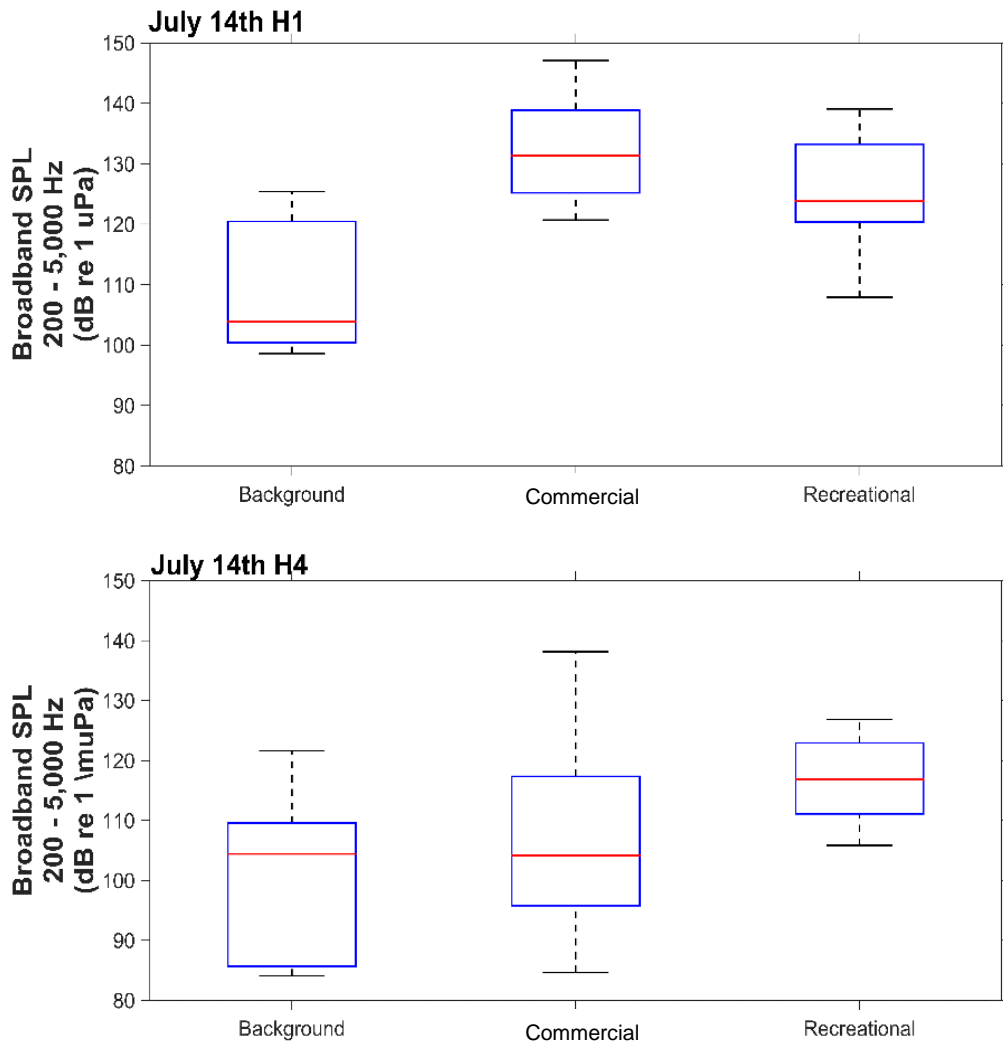 July 14th H1
Broadband SPL
200 - 5,000 Hz
(dB re 1 uPa)
150
140
130
120
110
100
90
80
Background
Commercial
Recreational
July 14th H4
Broadband SPL
200 - 5,000 Hz
(dB re 1 \muPa)
150
140
130
120
110
100
90
80
Background
Commercial
Recreational